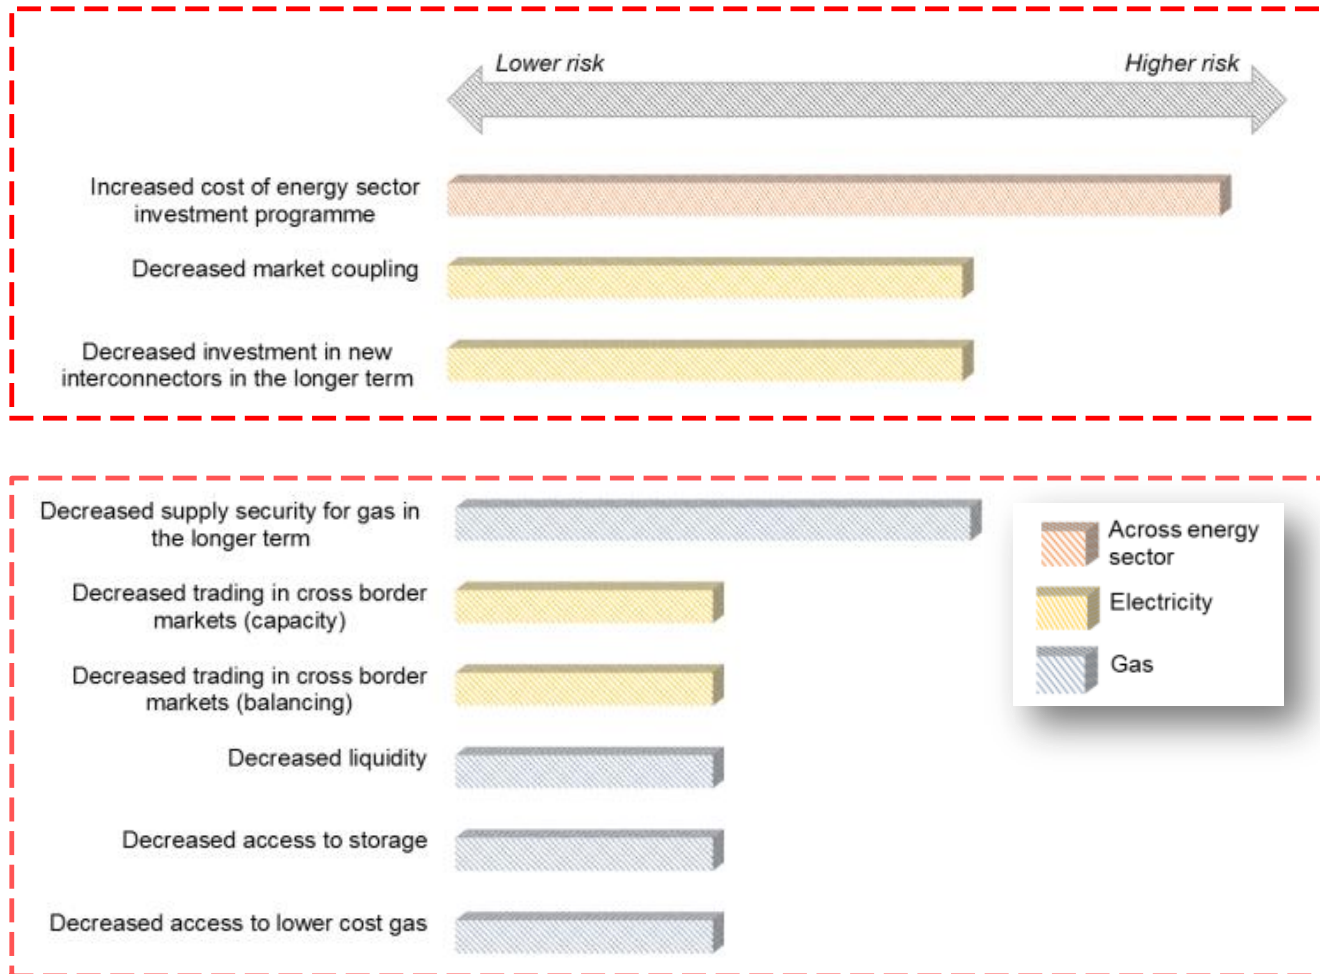 Lower risk
Higher risk
Increased cost of energy sector
investment programme
Decreased market coupling
Decreased investment in new
interconnectors in the longer term
Decreased supply security for gas in
the longer term
Decreased trading in cross border
markets (capacity)
Decreased trading in cross border
markets (balancing)
Decreased liquidity
Decreased access to storage
Decreased access to lower cost gas
Across energy
sector
Electricity
Gas